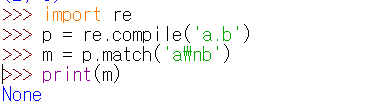 >>> import re
>>> p = re.compile('a.b')
>>> m = p.match('a₩nb')
>>> print(m)
None